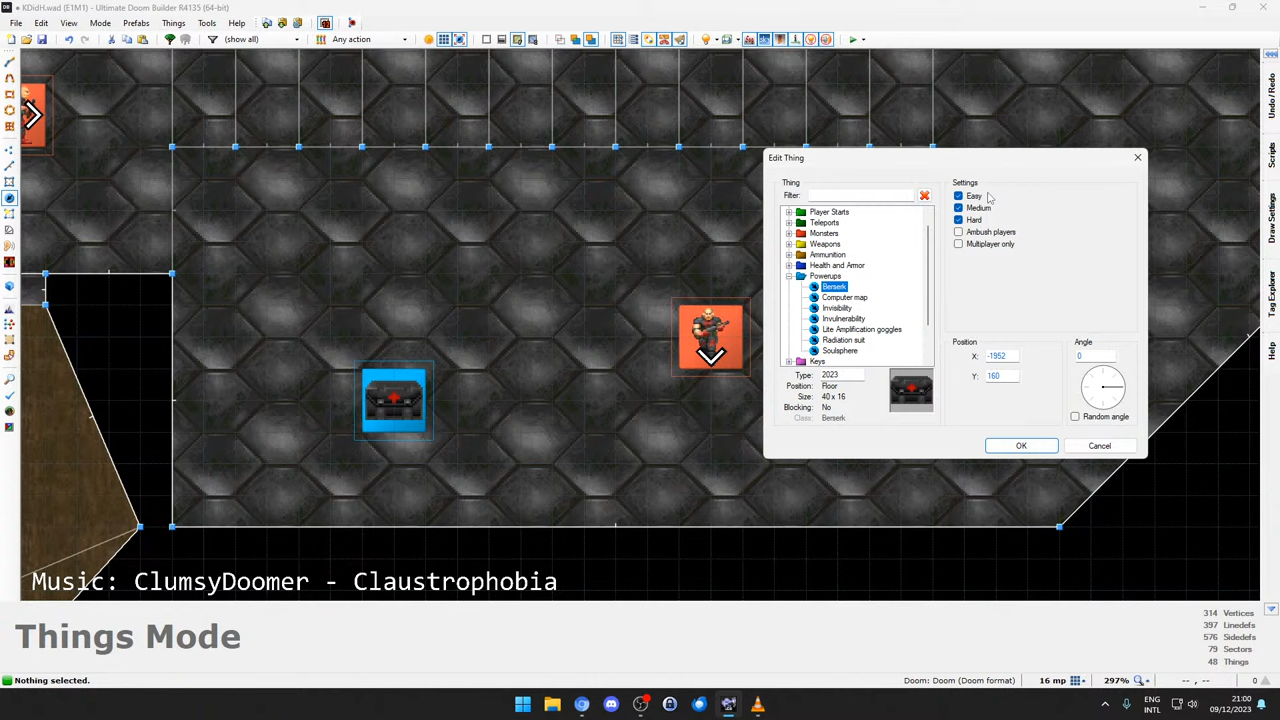 KDidH.wad (E1M1) - Ultimate Doom Builder R4135 (64-bit)
File Edit View Mode Prefabs Things Tools Help
(show all) Any action
Undo / Redo
Scripts
Draw Settings
Tag Explorer
Help
Edit Thing
Thing
Filter:
Player Starts
Teleports
Monsters
Weapons
Ammunition
Health and Armor
Powerups
Berserk
Computer map
Invisibility
Invulnerability
Lite Amplification goggles
Radiation suit
Soulsphere
Keys
Type: 2023
Position: Floor
Size: 40 x 16
Blocking: No
Class: Berserk
Settings
Easy
Medium
Hard
Ambush players
Multiplayer only
Position
X: -1952
Y: 160
Angle
0
Random angle
OK Cancel
Music: ClumsyDoomer - Claustrophobia
Things Mode
314 Vertices
397 Linedefs
576 Sidedefs
79 Sectors
48 Things
Nothing selected.
Doom: Doom (Doom format) 16 mp 297% -- , -- 0
ENG
INTL
21:00
09/12/2023